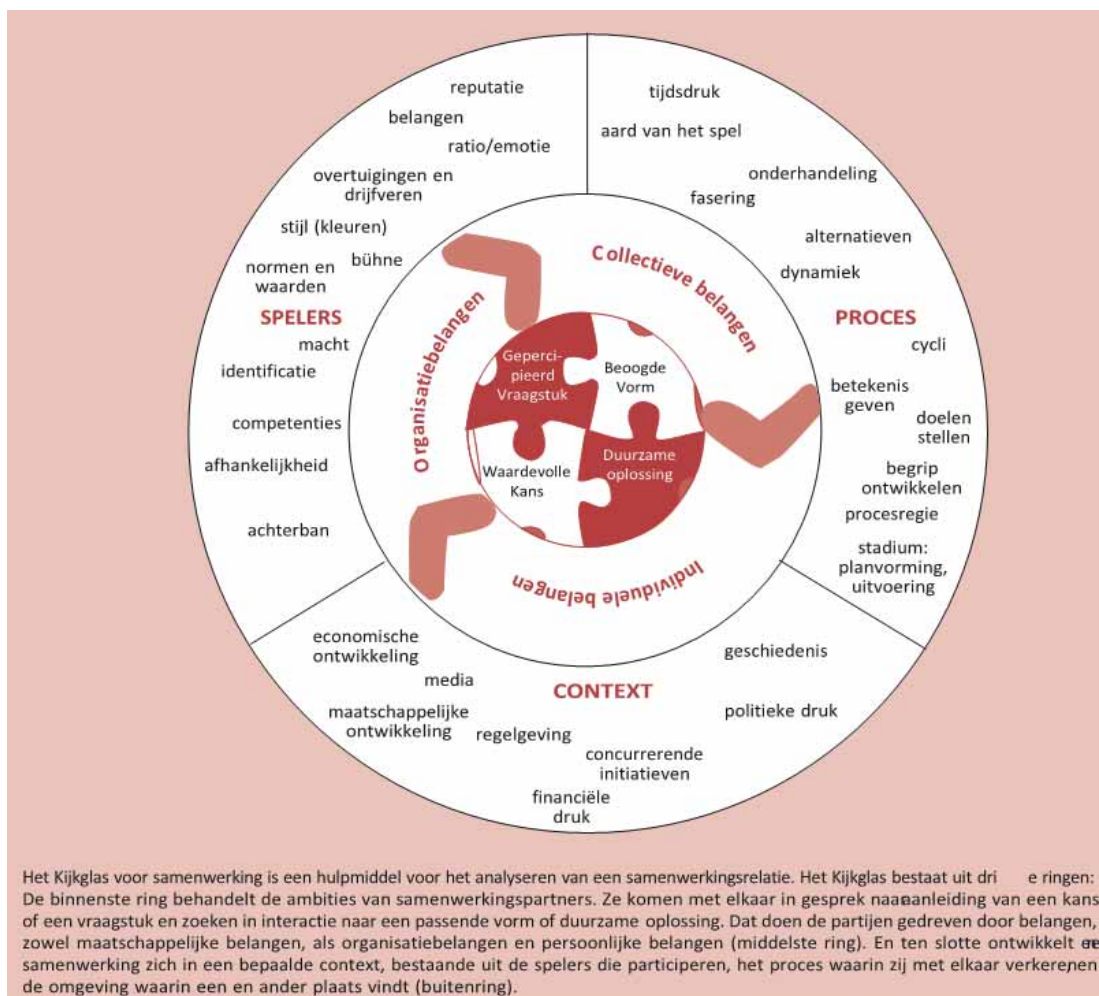 reputatie
belangen
ratio/emotie
overtuigingen en
drijfveren
stijl (kleuren)
bühne
normen en
waarden
SPELERS
macht
identificatie
competenties
afhankelijkheid
achterban
tijdsdruk
aard van het spel
onderhandeling
fasering
alternatieven
dynamiek
PROCES
cycli
betekenis
geven
doelen
stellen
begrip
ontwikkelen
procesregie
stadium:
planvorming,
uitvoering
Organisatiebelangen
Collectieve belangen
Individuele belangen
Geperci-
pieerd
Vraagstuk
Beoogde
Vorm
Waardevolle
Kans
Duurzame
oplossing
economische
ontwikkeling
media
maatschappelijke
ontwikkeling
regelgeving
CONTEXT
concurrerende
initiatieven
financiële
druk
geschiedenis
politieke druk
Het Kijkglas voor samenwerking is een hulpmiddel voor het analyseren van een samenwerkingsrelatie. Het Kijkglas bestaat uit dri e ringen:
De binnenste ring behandelt de ambities van samenwerkingspartners. Ze komen met elkaar in gesprek naar aanleiding van een kans
of een vraagstuk en zoeken in interactie naar een passende vorm of duurzame oplossing. Dat doen de partijen gedreven door belangen,
zowel maatschappelijke belangen, als organisatiebelangen en persoonlijke belangen (middelste ring). En ten slotte ontwikkelt
samenwerking zich in een bepaalde context, bestaande uit de spelers die participeren, het proces waarin zij met elkaar verkeren, en
de omgeving waarin een en ander plaats vindt (buitenring).